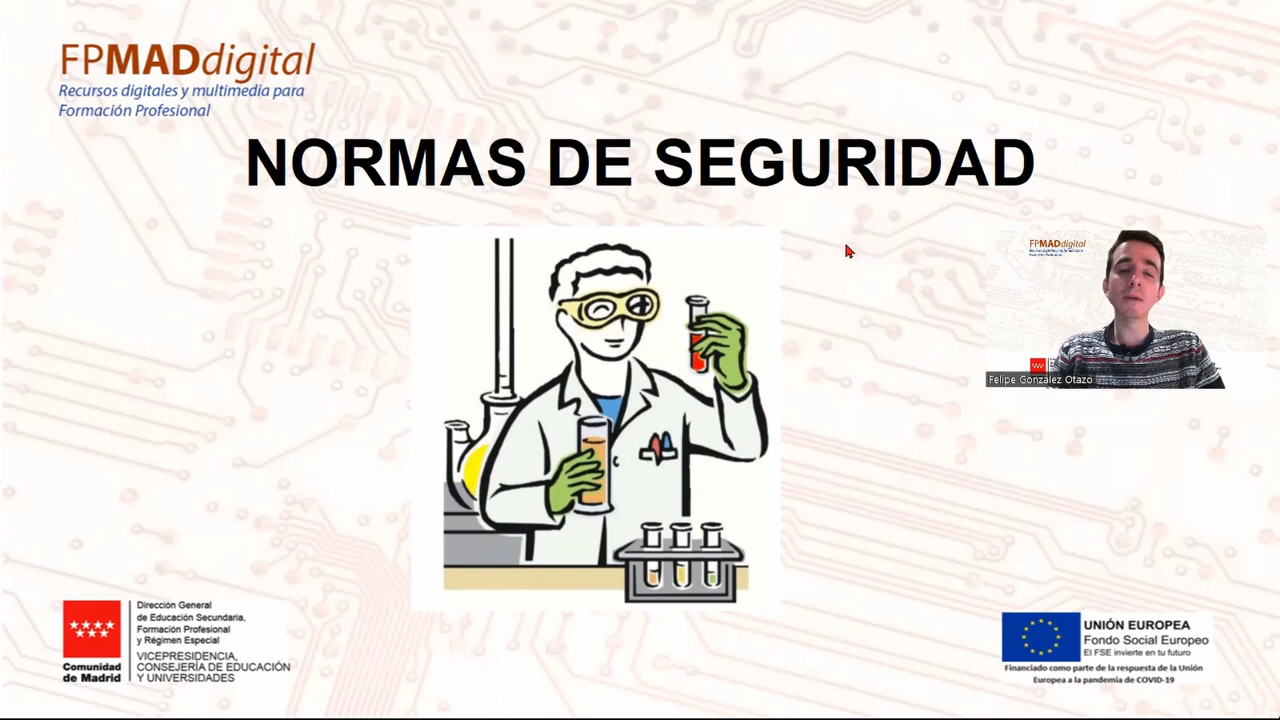 FPMADdigital
Recursos digitales y multimedia para
Formación Profesional
NORMAS DE SEGURIDAD
FPMADdigital
Felipe González Otazo
Comunidad
de Madrid
Dirección General
de Educación Secundaria,
Formación Profesional
y Régimen Especial
VICEPRESIDENCIA,
CONSEJERÍA DE EDUCACIÓN
Y UNIVERSIDADES
UNIÓN EUROPEA
Fondo Social Europeo
El FSE invierte en tu futuro
Financiado como parte de la respuesta de la Unión
Europea a la pandemia de COVID-19